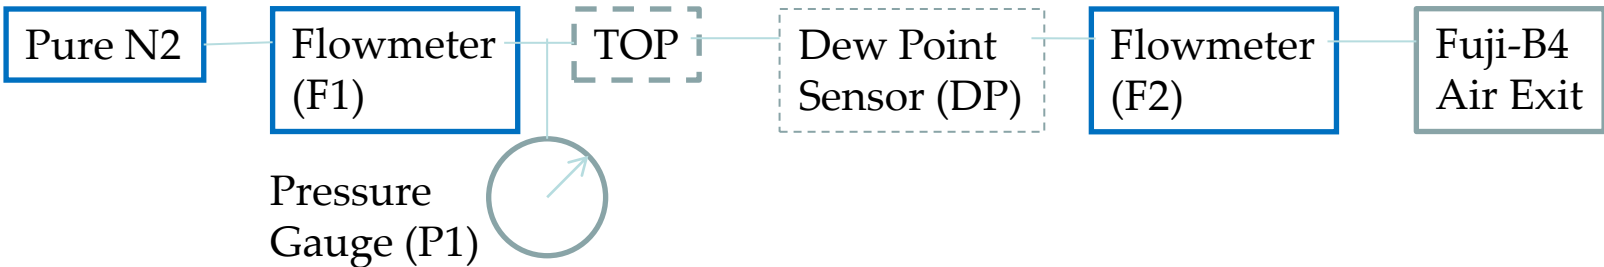 Pure N2
Flowmeter
(F1)
TOP
Dew Point
Sensor (DP)
Flowmeter
(F2)
Fuji-B4
Air Exit
Pressure
Gauge (P1)